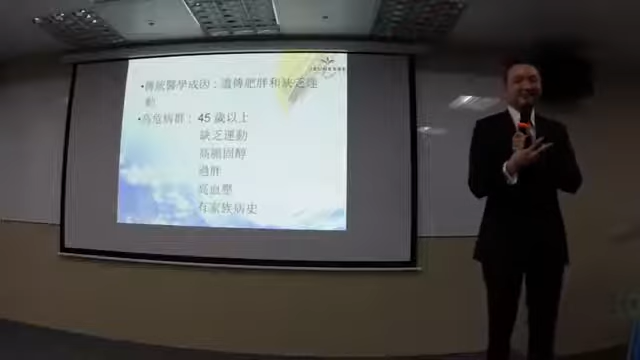 •傳統醫學成因：遺傳肥胖和缺乏運
動
•高危病群：45 歲以上
缺乏運動
高膽固醇
過胖
高血壓
有家族病史